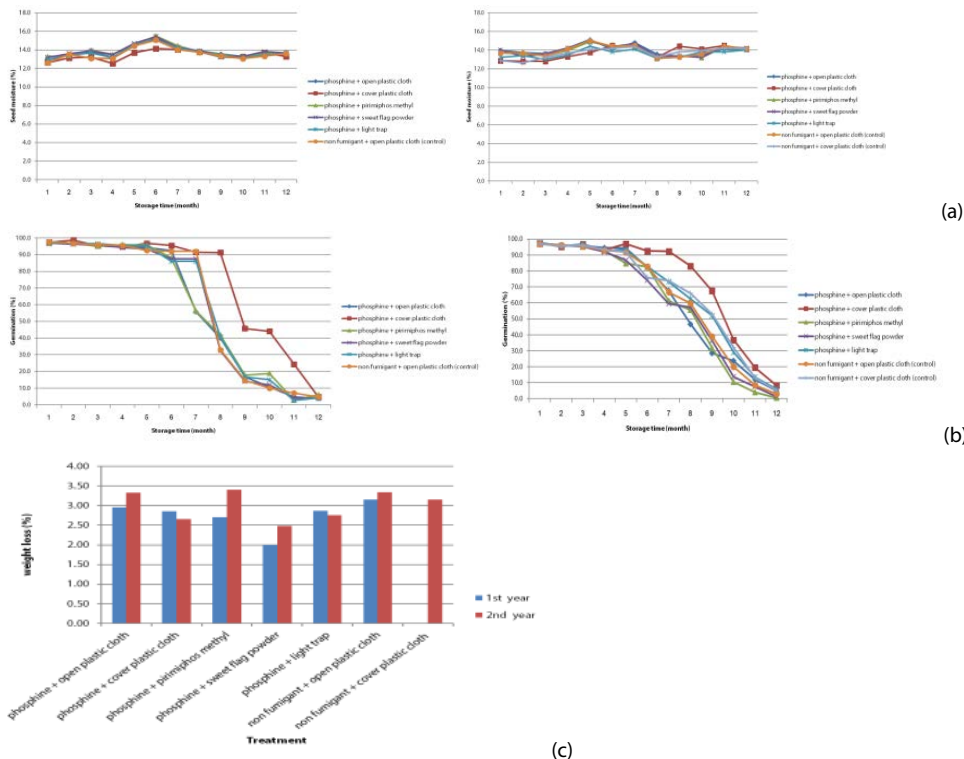 18.0
16.0
14.0
12.0
10.0
8.0
6.0
4.0
2.0
0.0
Seed moisture (%)
1 2 3 4 5 6 7 8 9 10 11 12
Storage time (month)
phosphine + open plastic cloth
phosphine + cover plastic cloth
phosphine + pirimiphos methyl
phosphine + sweet flag powder
phosphine + light trap
non fumigant + open plastic cloth (control)
18.0
16.0
14.0
12.0
10.0
8.0
6.0
4.0
2.0
0.0
Seed moisture (%)
1 2 3 4 5 6 7 8 9 10 11 12
Storage time (month)
phosphine + open plastic cloth
phosphine + cover plastic cloth
phosphine + pirimiphos methyl
phosphine + sweet flag powder
phosphine + light trap
non fumigant + open plastic cloth (control)
non fumigant + cover plastic cloth (control)
(a)
100.0
90.0
80.0
70.0
60.0
50.0
40.0
30.0
20.0
10.0
0.0
Germination (%)
1 2 3 4 5 6 7 8 9 10 11 12
Storage time (month)
phosphine + open plastic cloth
phosphine + cover plastic cloth
phosphine + pirimiphos methyl
phosphine + sweet flag powder
phosphine + light trap
non fumigant + open plastic cloth (control)
100.0
90.0
80.0
70.0
60.0
50.0
40.0
30.0
20.0
10.0
0.0
Germination (%)
1 2 3 4 5 6 7 8 9 10 11 12
Storage time (month)
phosphine + open plastic cloth
phosphine + cover plastic cloth
phosphine + pirimiphos methyl
phosphine + sweet flag powder
phosphine + light trap
non fumigant + open plastic cloth (control)
non fumigant + cover plastic cloth (control)
(b)
4.00
3.50
3.00
2.50
2.00
1.50
1.00
0.50
0.00
weight loss (%)
phosphine + open plastic cloth
phosphine + cover plastic cloth
phosphine + pirimiphos methyl
phosphine + sweet flag powder
phosphine + light trap
non fumigant + open plastic cloth
non fumigant + cover plastic cloth
Treatment
1st year
2nd year
(c)